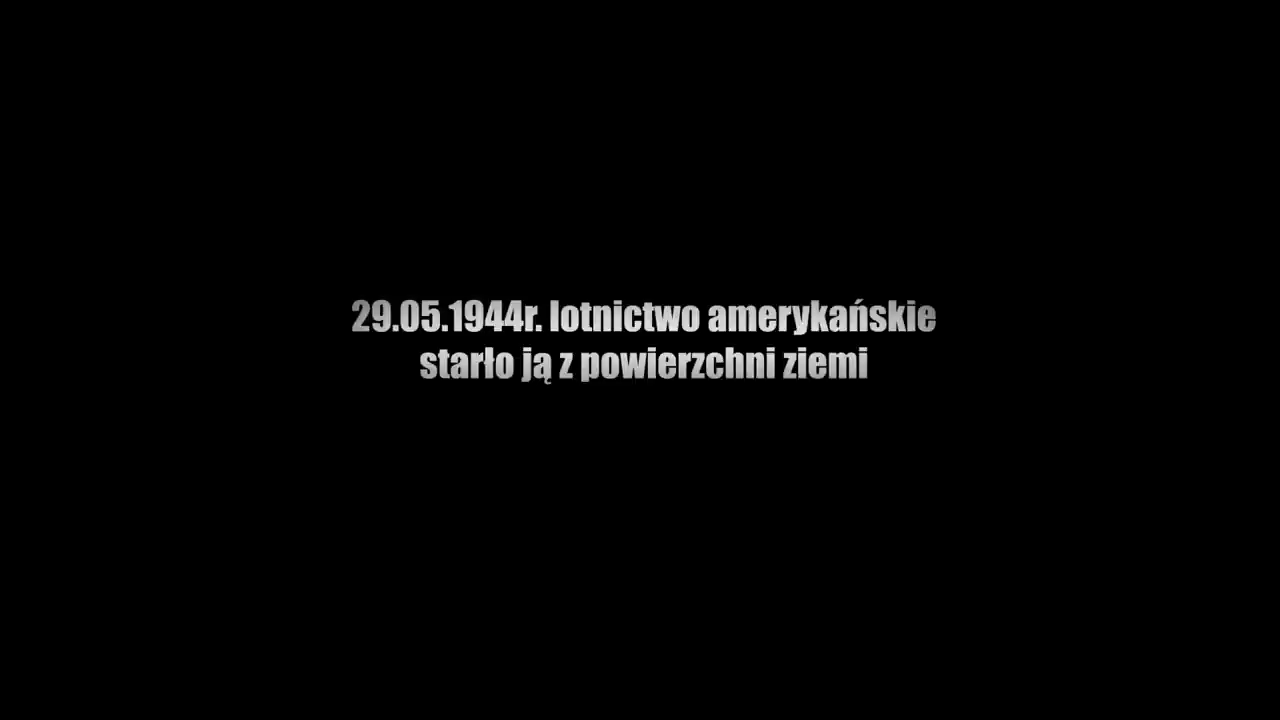 29.05.1944r. lotnictwo amerykańskie
starło ją z powierzchni ziemi